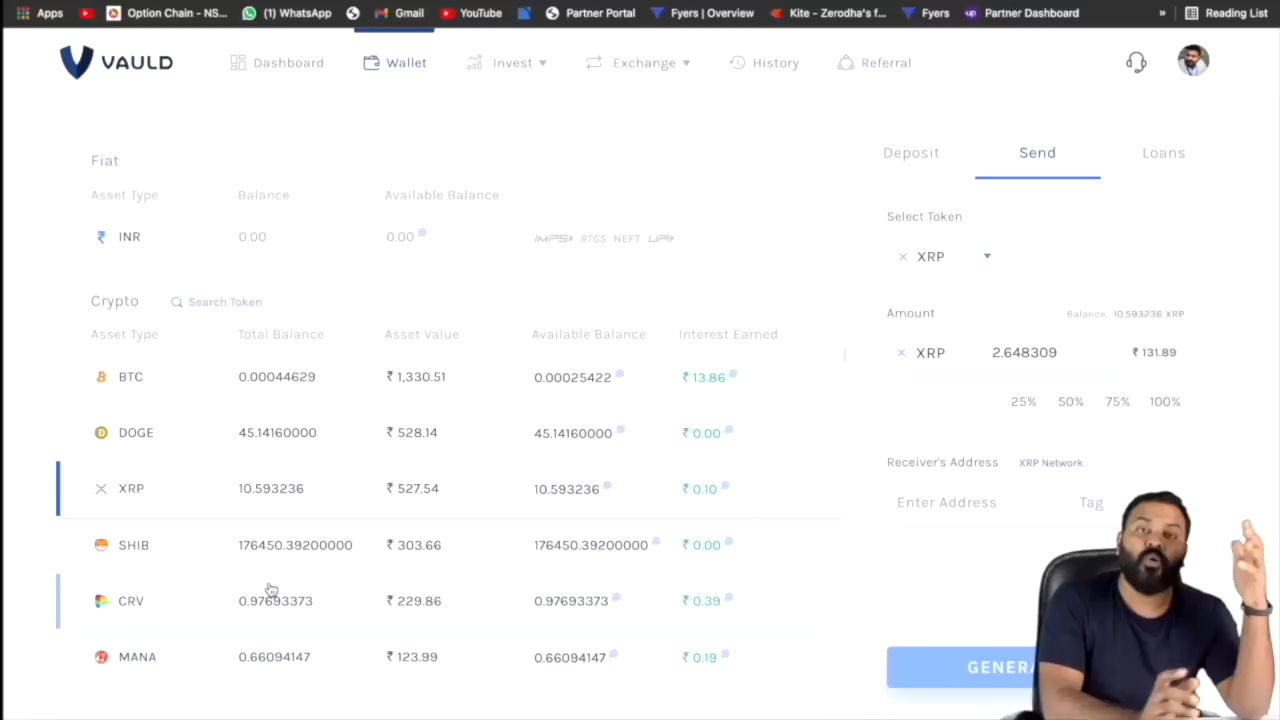 Apps Option Chain - NS... (1) WhatsApp Gmail YouTube Partner Portal Fyers | Overview Kite - Zerodha's f... Fyers Partner Dashboard » Reading List
VAULD Dashboard Wallet Invest Exchange History Referral
Fiat
Asset Type Balance Available Balance
₹ INR 0.00 0.00 IMPS RTGS NEFT UPI
Crypto Search Token
Asset Type Total Balance Asset Value Available Balance Interest Earned
BTC 0.00044629 ₹ 1,330.51 0.00025422 ₹ 13.86
DOGE 45.14160000 ₹ 528.14 45.14160000 ₹ 0.00
XRP 10.593236 ₹ 527.54 10.593236 ₹ 0.10
SHIB 176450.39200000 ₹ 303.66 176450.39200000 ₹ 0.00
CRV 0.97693373 ₹ 229.86 0.97693373 ₹ 0.39
MANA 0.66094147 ₹ 123.99 0.66094147 ₹ 0.19
Deposit Send Loans
Select Token
XRP
Amount Balance: 10.593236 XRP
XRP 2.648309 ₹ 131.89
25% 50% 75% 100%
Receiver's Address XRP Network
Enter Address Tag